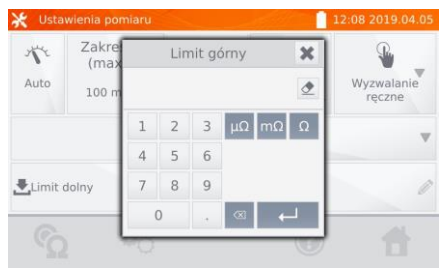 Ustawienia pomiaru
12:08 2019.04.05
Auto
Zakre
(max
100 m
Limit górny
Wyzwalanie
ręczne
1 2 3 µΩ mΩ Ω
4 5 6
7 8 9
0 .
Limit dolny